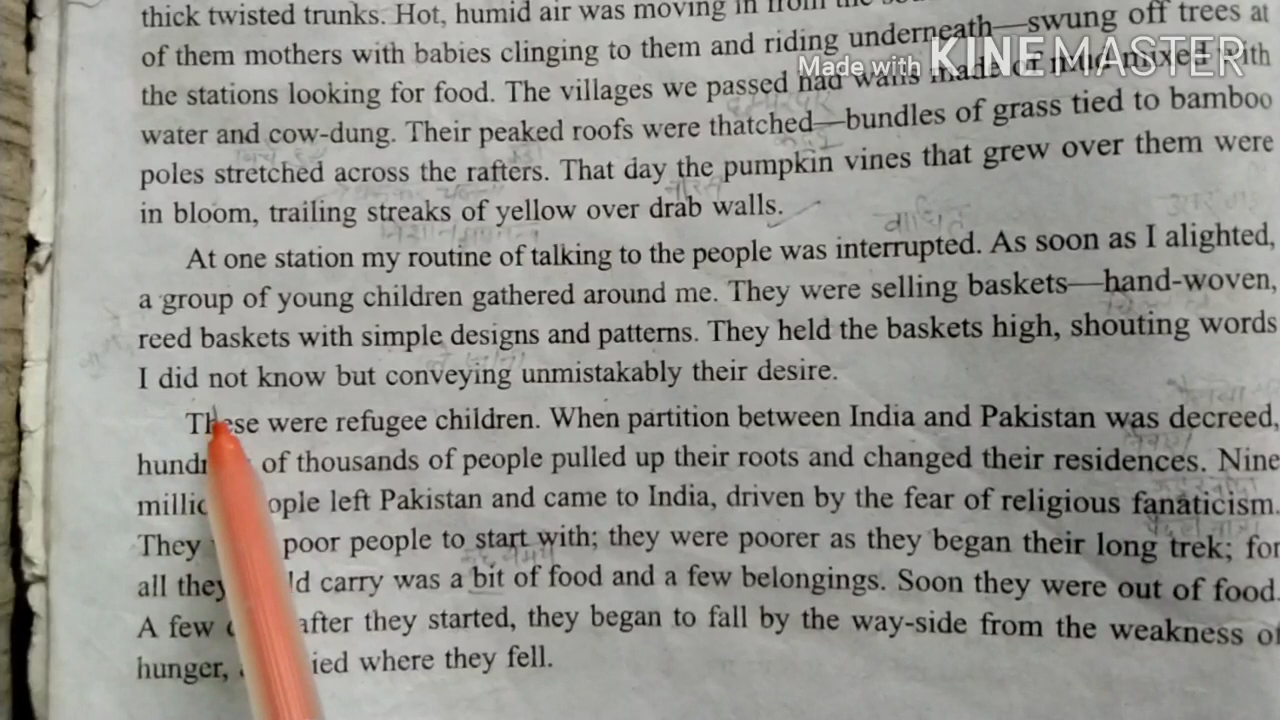 thick twisted trunks. Hot, humid air was moving in from the
of them mothers with babies clinging to them and riding underneath—swung off trees at
Made with KINEMASTER
the stations looking for food. The villages we passed had walls made of mud mixed with
water and cow-dung. Their peaked roofs were thatched—bundles of grass tied to bamboo
poles stretched across the rafters. That day the pumpkin vines that grew over them were
in bloom, trailing streaks of yellow over drab walls.
बाधित
At one station my routine of talking to the people was interrupted. As soon as I alighted,
a group of young children gathered around me. They were selling baskets—hand-woven,
reed baskets with simple designs and patterns. They held the baskets high, shouting words
I did not know but conveying unmistakably their desire.
These were refugee children. When partition between India and Pakistan was decreed,
of thousands of people pulled up their roots and changed their residences. Nine
left Pakistan and came to India, driven by the fear of religious fanaticism.
They poor people to start with; they were poorer as they began their long trek; for
all they carry was a bit of food and a few belongings. Soon they were out of food.
A few after they started, they began to fall by the way-side from the weakness of
hunger, where they fell.